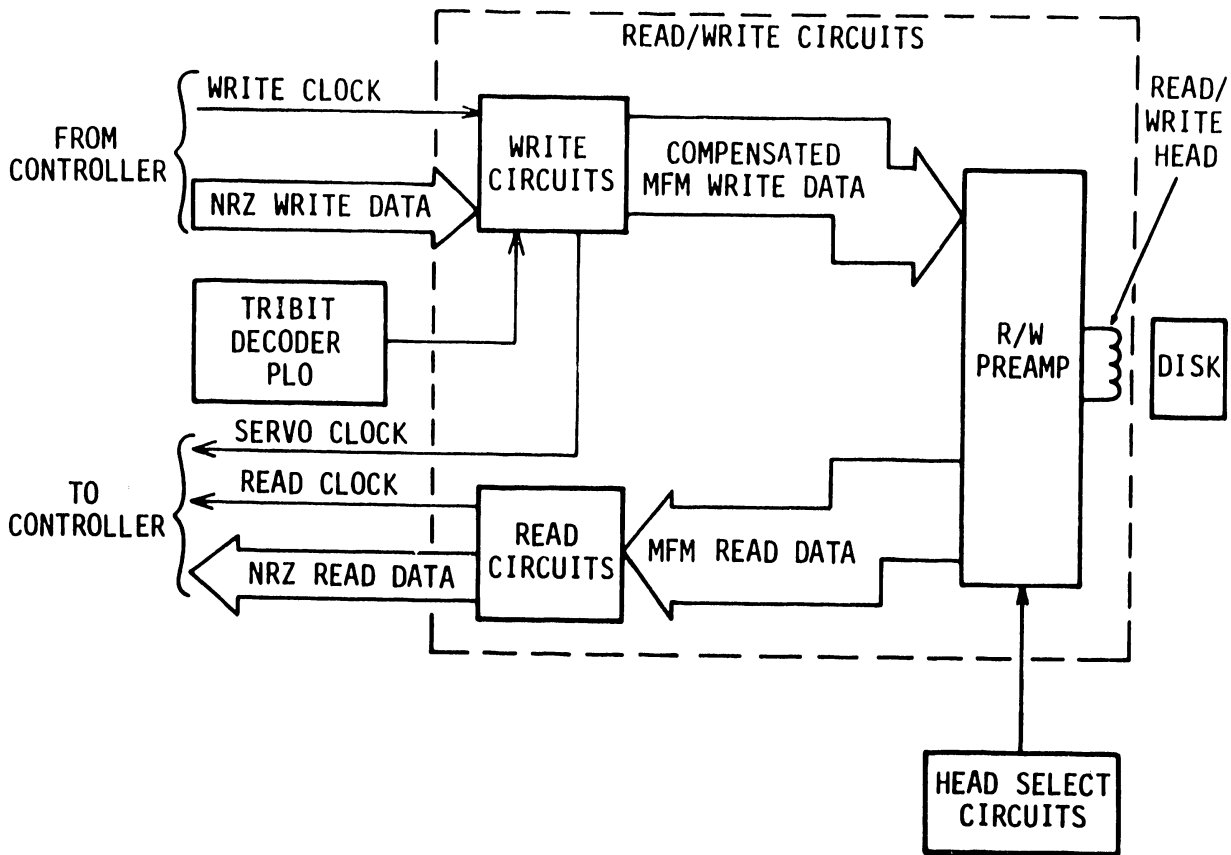 READ/WRITE CIRCUITS
READ/
WRITE
HEAD
WRITE CLOCK
FROM
CONTROLLER
NRZ WRITE DATA
WRITE
CIRCUITS
COMPENSATED
MFM WRITE DATA
TRIBIT
DECODER
PLO
R/W
PREAMP
DISK
SERVO CLOCK
READ CLOCK
TO
CONTROLLER
NRZ READ DATA
READ
CIRCUITS
MFM READ DATA
HEAD SELECT
CIRCUITS